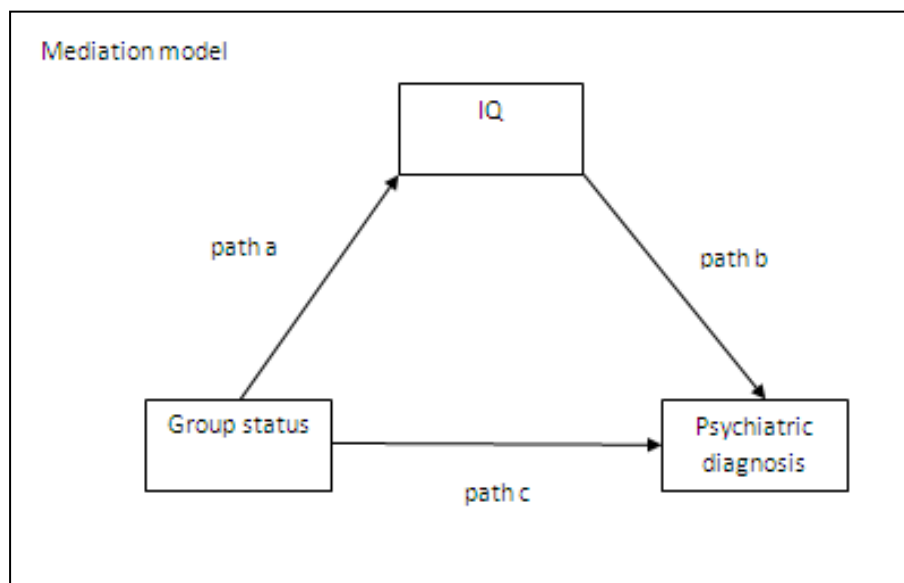 Mediation model
IQ
path a
path b
Group status
Psychiatric
diagnosis
path c